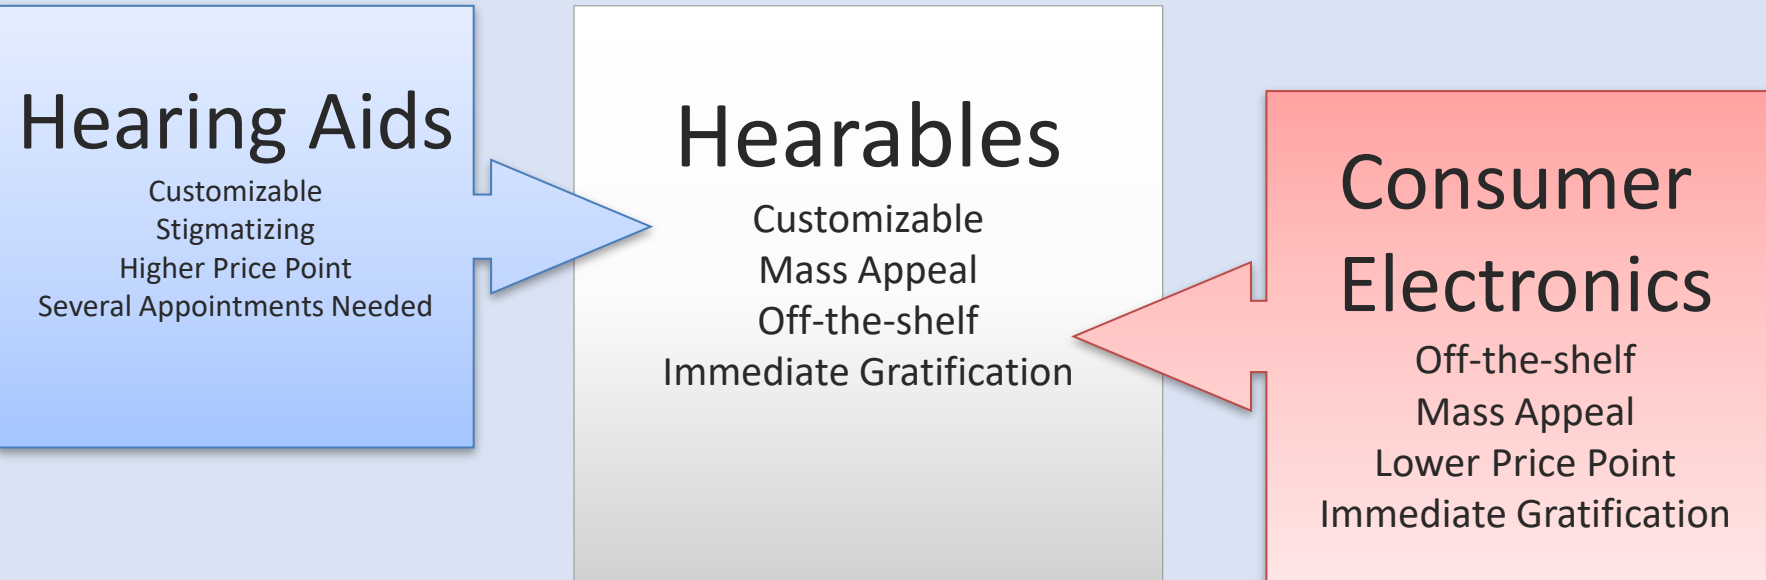 Hearing Aids
Customizable
Stigmatizing
Higher Price Point
Several Appointments Needed
Hearables
Customizable
Mass Appeal
Off-the-shelf
Immediate Gratification
Consumer
Electronics
Off-the-shelf
Mass Appeal
Lower Price Point
Immediate Gratification